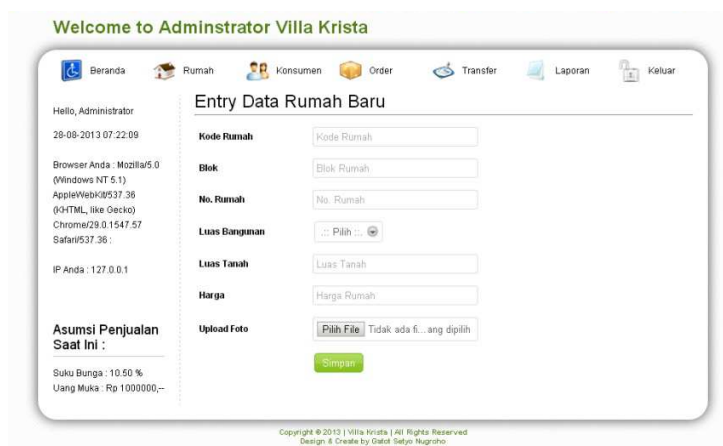 Welcome to Adminstrator Villa Krista
Beranda Rumah Konsumen Order Transfer Laporan Keluar
Hello, Administrator
28-08-2013 07:22:09
Browser Anda : Mozilla/5.0
(Windows NT 5.1)
AppleWebKit/537.36
(KHTML, like Gecko)
Chrome/29.0.1547.57
Safari/537.36 :
IP Anda : 127.0.0.1
Asumsi Penjualan
Saat Ini :
Suku Bunga : 10.50 %
Uang Muka : Rp 1000000,--
Entry Data Rumah Baru
Kode Rumah Kode Rumah
Blok Blok Rumah
No. Rumah No. Rumah
Luas Bangunan .:: Pilih ::.
Luas Tanah Luas Tanah
Harga Harga Rumah
Upload Foto Pilih File Tidak ada fi...ang dipilih
Simpan
Copyright © 2013 | Villa Krista | All Rights Reserved
Design & Create by Gatot Setyo Nugroho